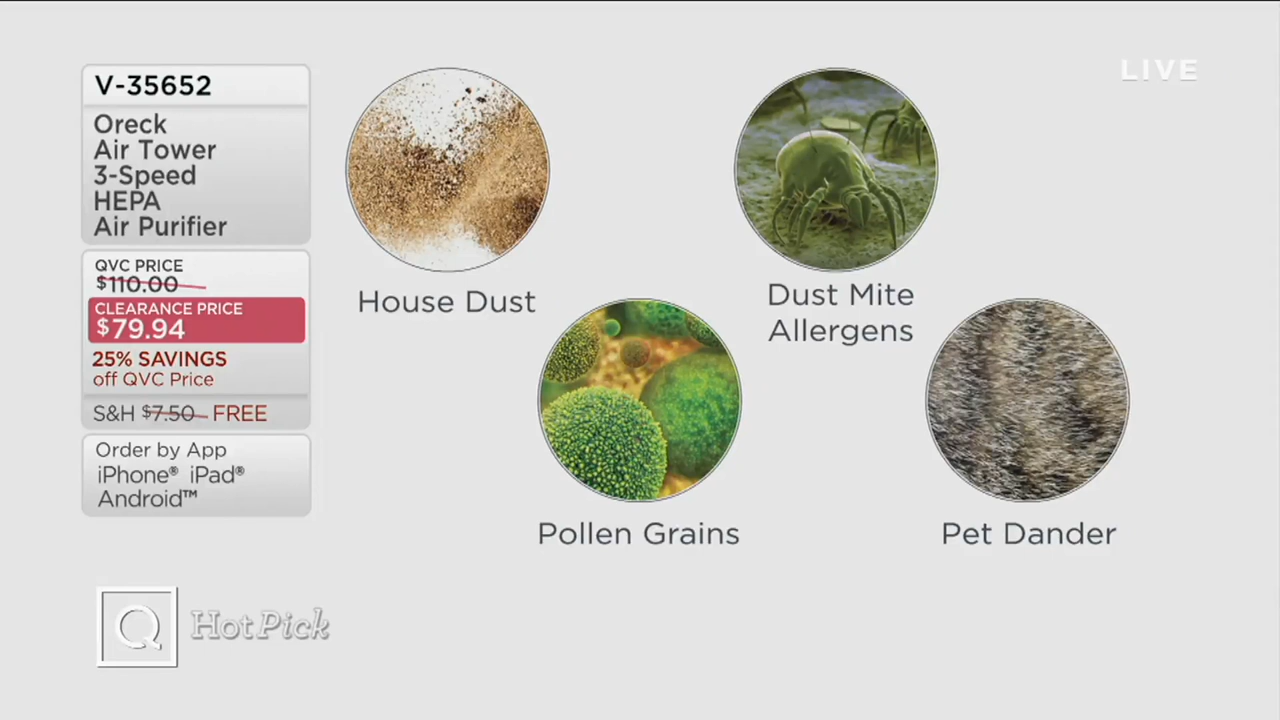 V-35652
Oreck
Air Tower
3-Speed
HEPA
Air Purifier
QVC PRICE
$110.00
CLEARANCE PRICE
$79.94
25% SAVINGS
off QVC Price
S&H $7.50 FREE
Order by App
iPhone® iPad®
Android™
LIVE
House Dust
Dust Mite
Allergens
Pollen Grains
Pet Dander
Q HotPick